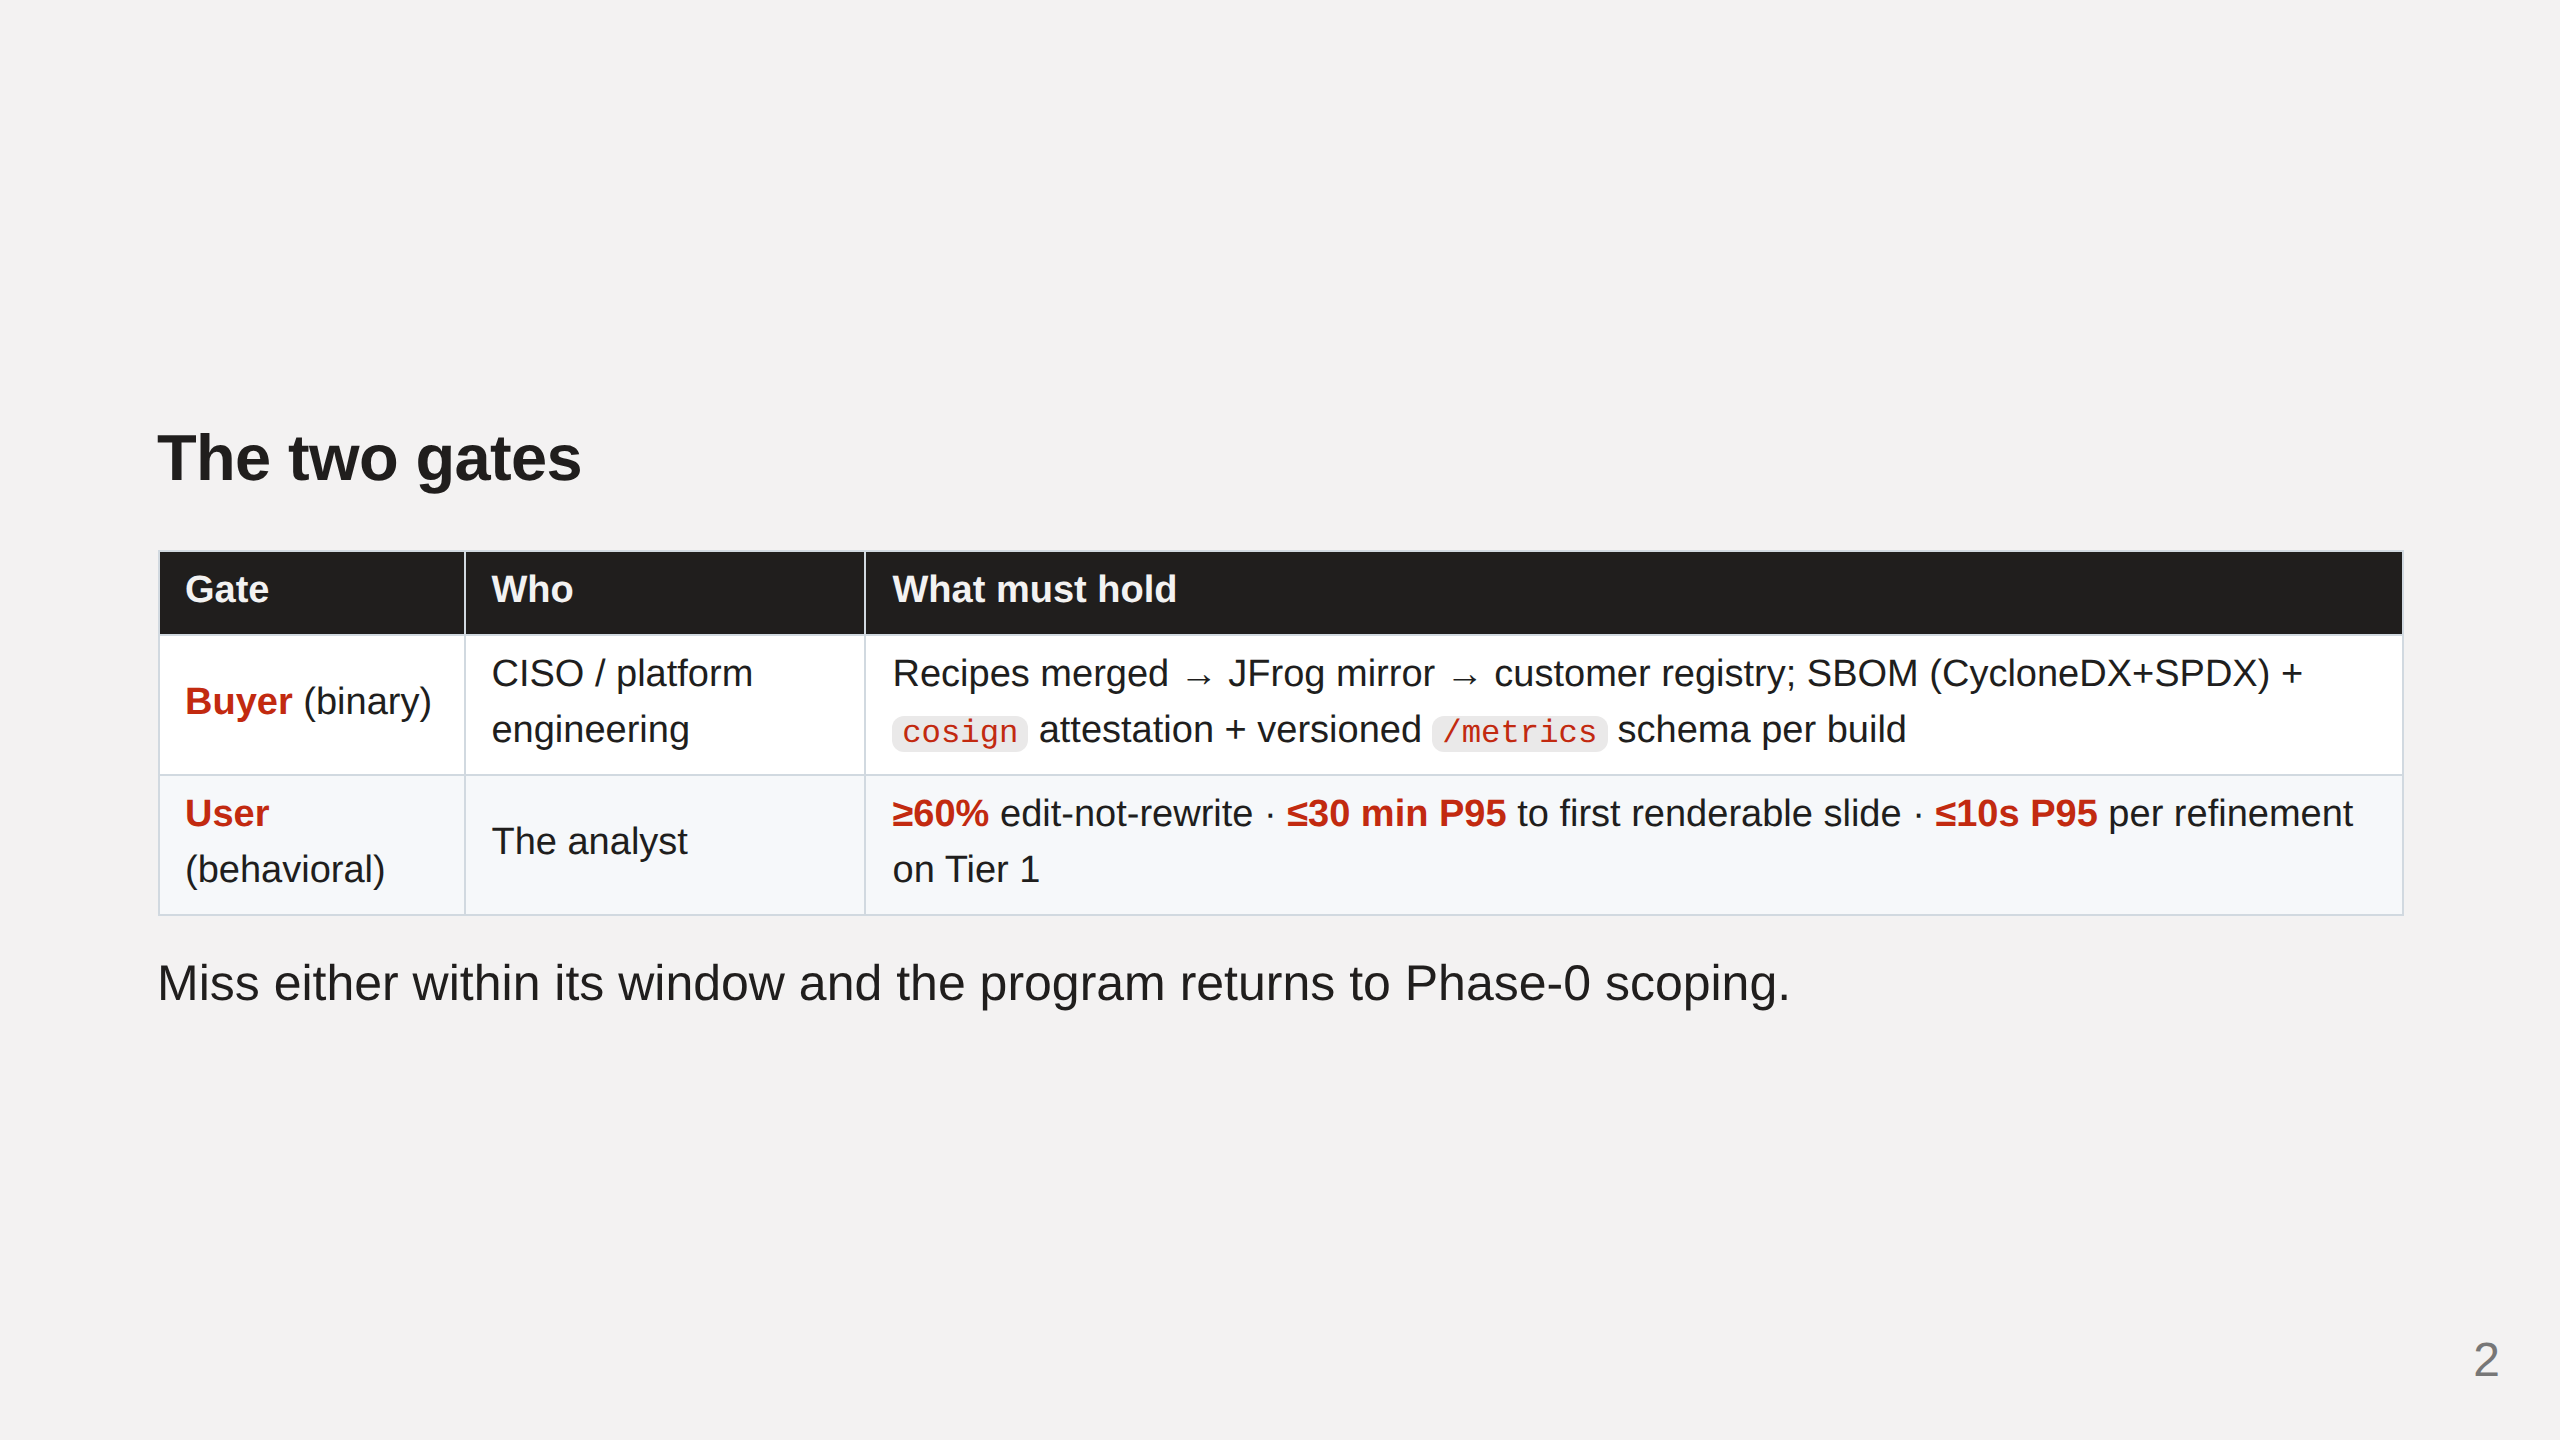 The two gates
Gate Who What must hold
Buyer (binary)
CISO / platform
engineering
Recipes merged → JFrog mirror → customer registry; SBOM (CycloneDX+SPDX) +
cosign attestation + versioned /metrics schema per build
User
(behavioral)
The analyst
≥60% edit-not-rewrite · ≤30 min P95 to first renderable slide · ≤10s P95 per refinement
on Tier 1
Miss either within its window and the program returns to Phase-0 scoping.
2